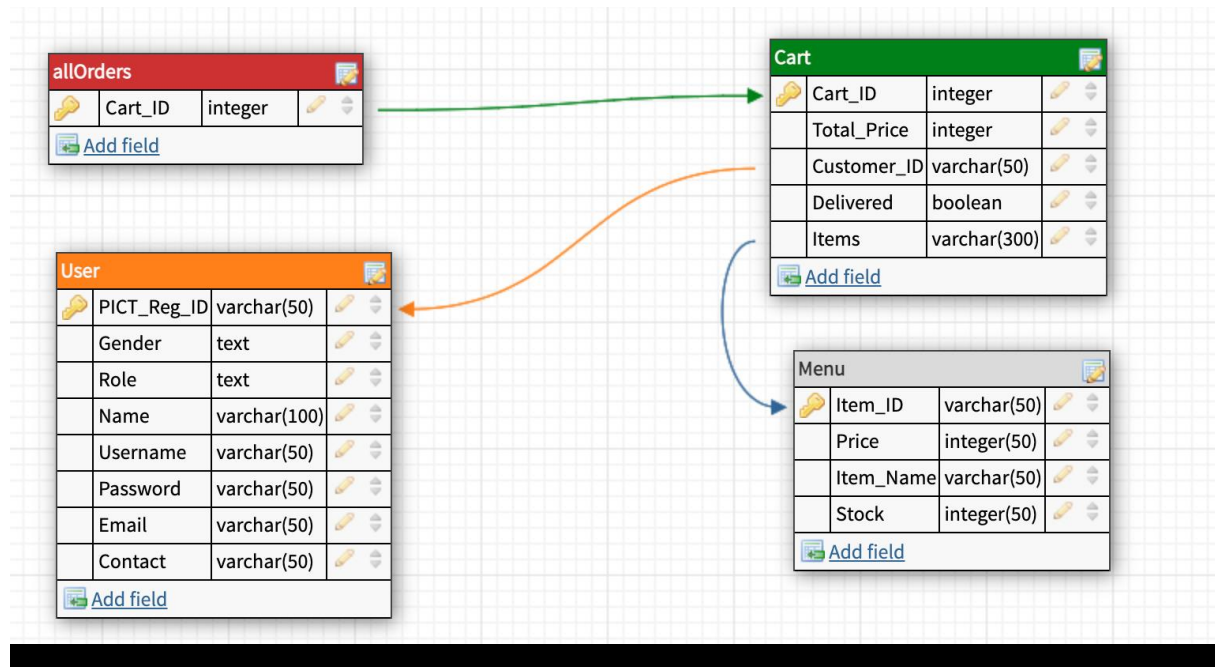 allOrders
Cart_ID integer
Add field
Cart
Cart_ID integer
Total_Price integer
Customer_ID varchar(50)
Delivered boolean
Items varchar(300)
Add field
User
PICT_Reg_ID varchar(50)
Gender text
Role text
Name varchar(100)
Username varchar(50)
Password varchar(50)
Email varchar(50)
Contact varchar(50)
Add field
Menu
Item_ID varchar(50)
Price integer(50)
Item_Name varchar(50)
Stock integer(50)
Add field